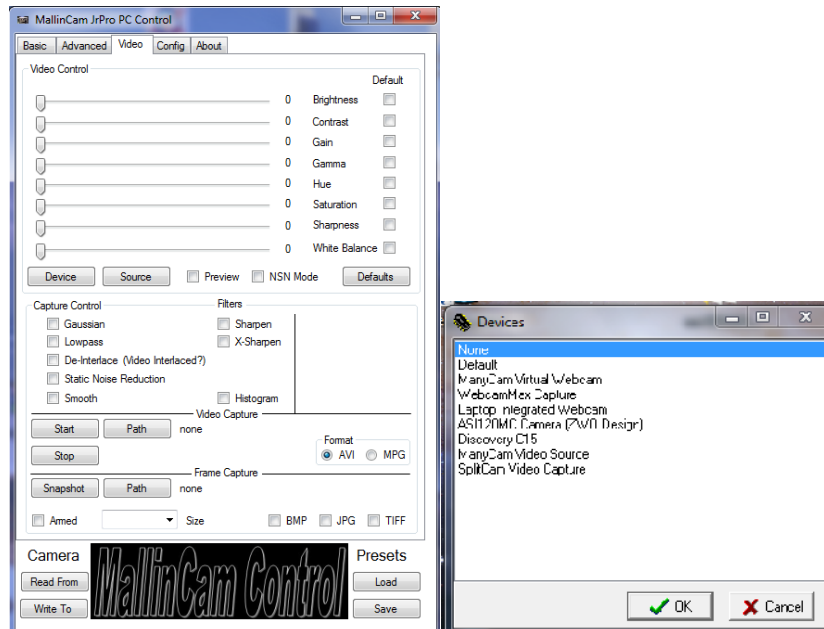 MallinCam JrPro PC Control
Basic Advanced Video Config About
Video Control
Default
0 Brightness
0 Contrast
0 Gain
0 Gamma
0 Hue
0 Saturation
0 Sharpness
0 White Balance
Device Source Preview NSN Mode Defaults
Capture Control Filters
Gaussian Sharpen
Lowpass X-Sharpen
De-Interlace (Video Interlaced?)
Static Noise Reduction
Smooth Histogram
Video Capture
Start Path none
Format
Stop AVI MPG
Frame Capture
Snapshot Path none
Armed Size BMP JPG TIFF
Camera MallinCam Control Presets
Read From Load
Write To Save
Devices
None
Default
ManyCam Virtual Webcam
WebcamMax Capture
Laptop Integrated Webcam
ASI120MC Camera (ZWO Design)
Discovery C15
ManyCam Video Source
SplitCam Video Capture
OK Cancel